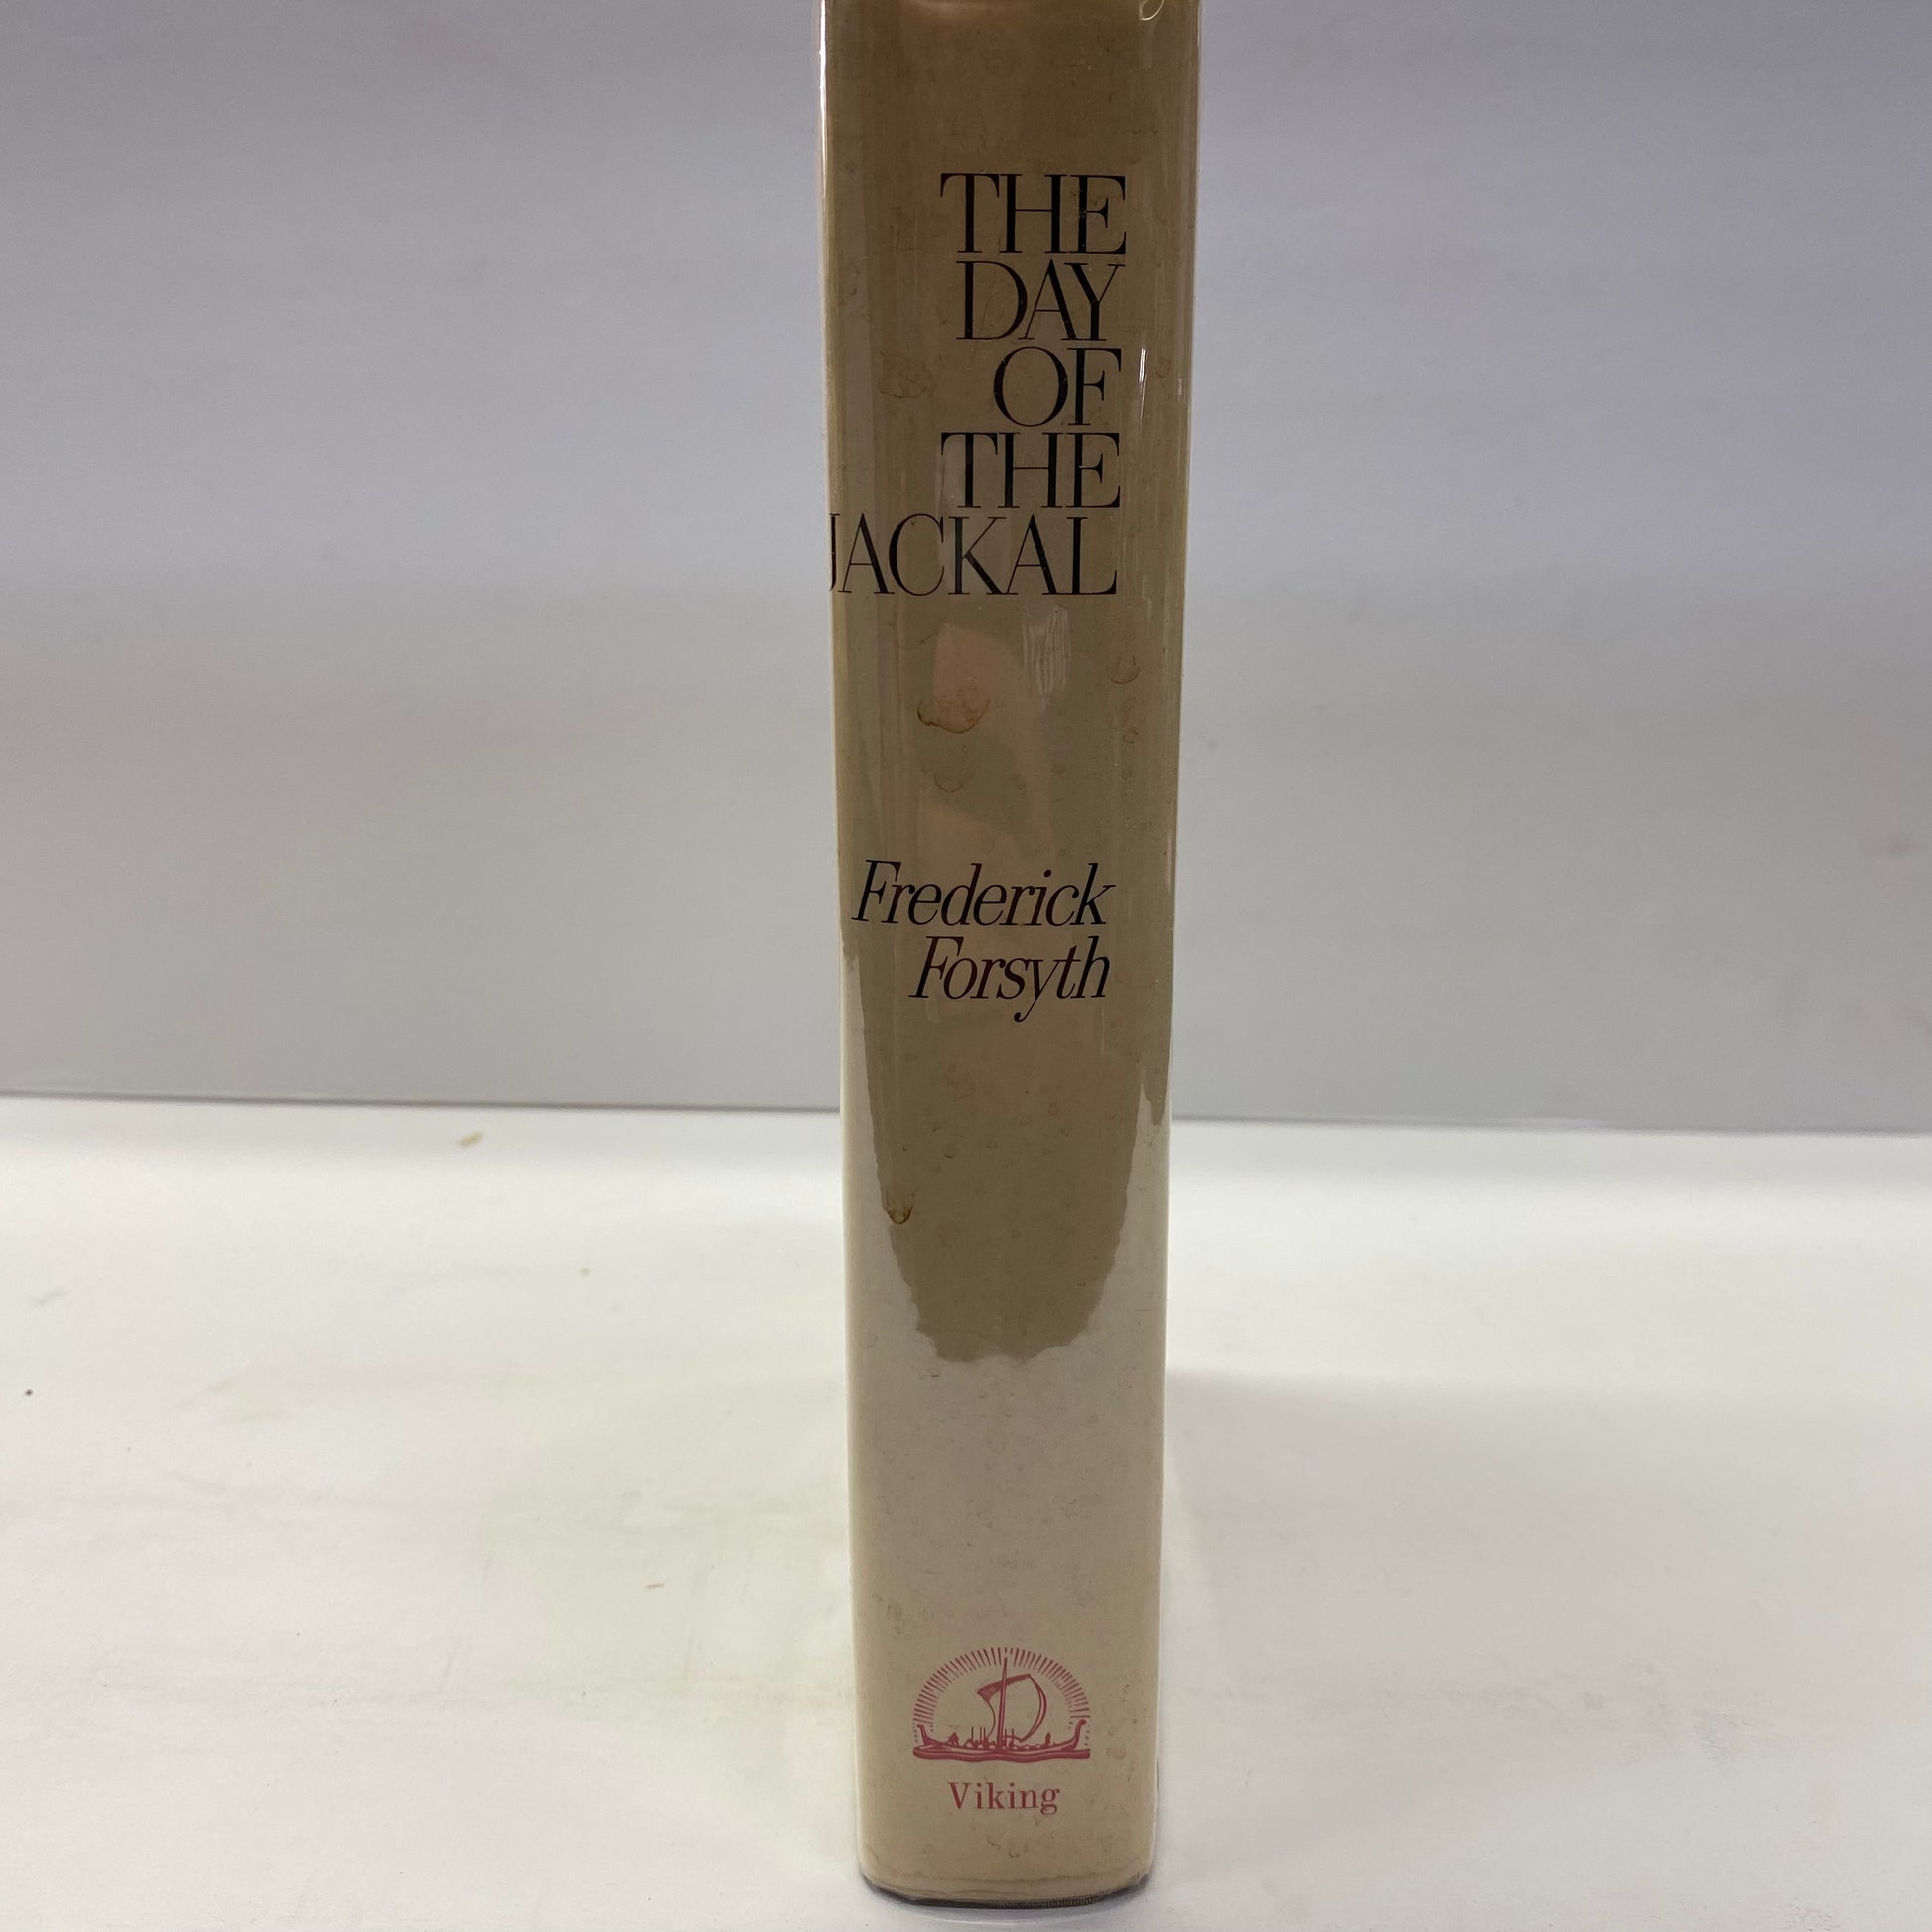 THE
DAY
OF
THE
JACKAL
Frederick
Forsyth
Viking